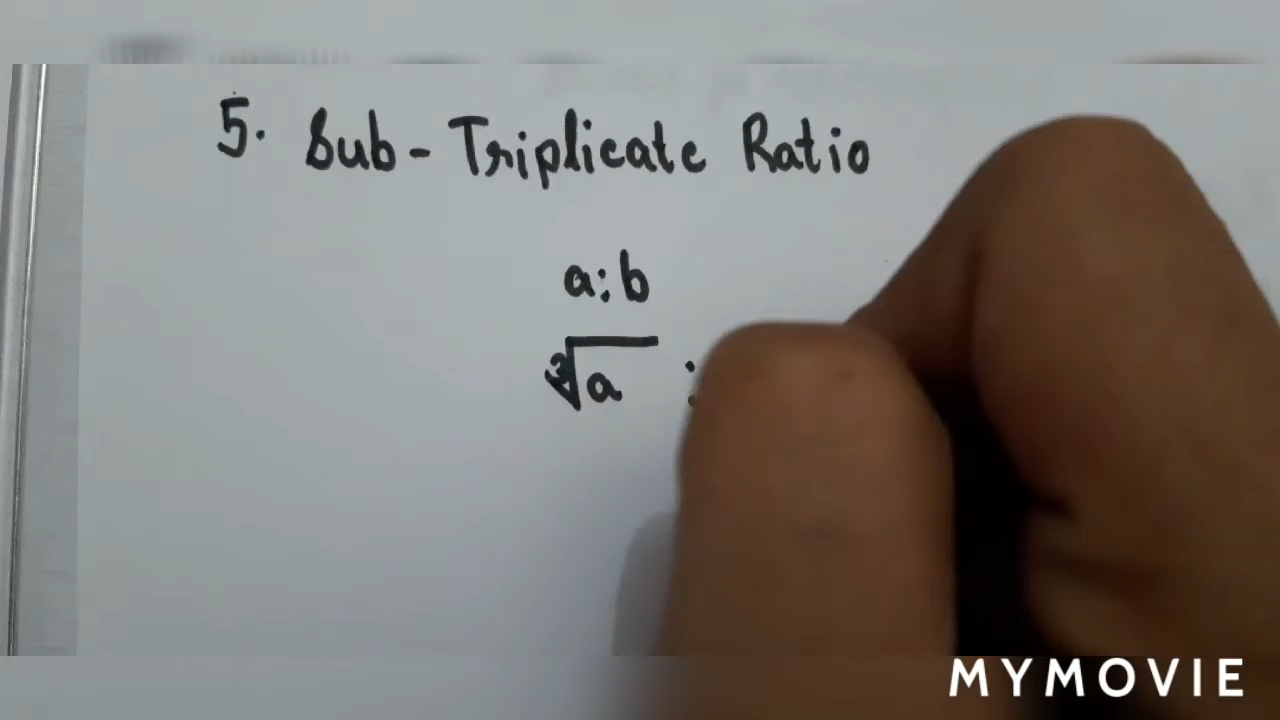 5. Sub-Triplicate Ratio
a:b
∛a :
MYMOVIE